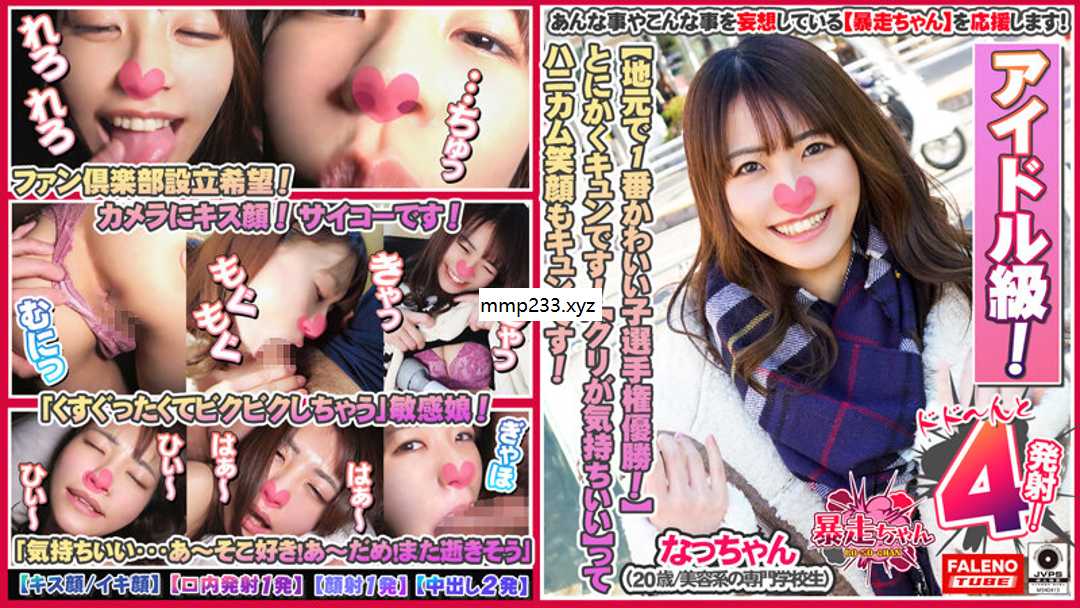 れろれろ
…ちゅっ
ファン倶楽部設立希望！
カメラにキス顔！ サイコーです！
むにっ
もぐもぐ
きゃっ
きゃっ
「くすぐったくてビクビクしちゃう」敏感娘！
ひぃ〜
ひぃ〜
はぁ〜
はぁ〜
ぎゃほ
「気持ちいい・・・あ〜そこ好き！あ〜だめ！また逝きそう」
【キス顔/イキ顔】【口内発射1発】【顔射1発】【中出し2発】
mmp233.xyz
あんな事やこんな事を妄想している【暴走ちゃん】を応援します！
アイドル級！
【地元で1番かわいい子選手権優勝！】
とにかくキュンです
【クリが気持ちいい】って
ハニカム笑顔もキュン
す！
ドド〜んと
4
発射！
暴走ちゃん
BO-SO-CHAN
なっちゃん
（20歳/美容系の専門学校生）
FALENO
TUBE
JVPS